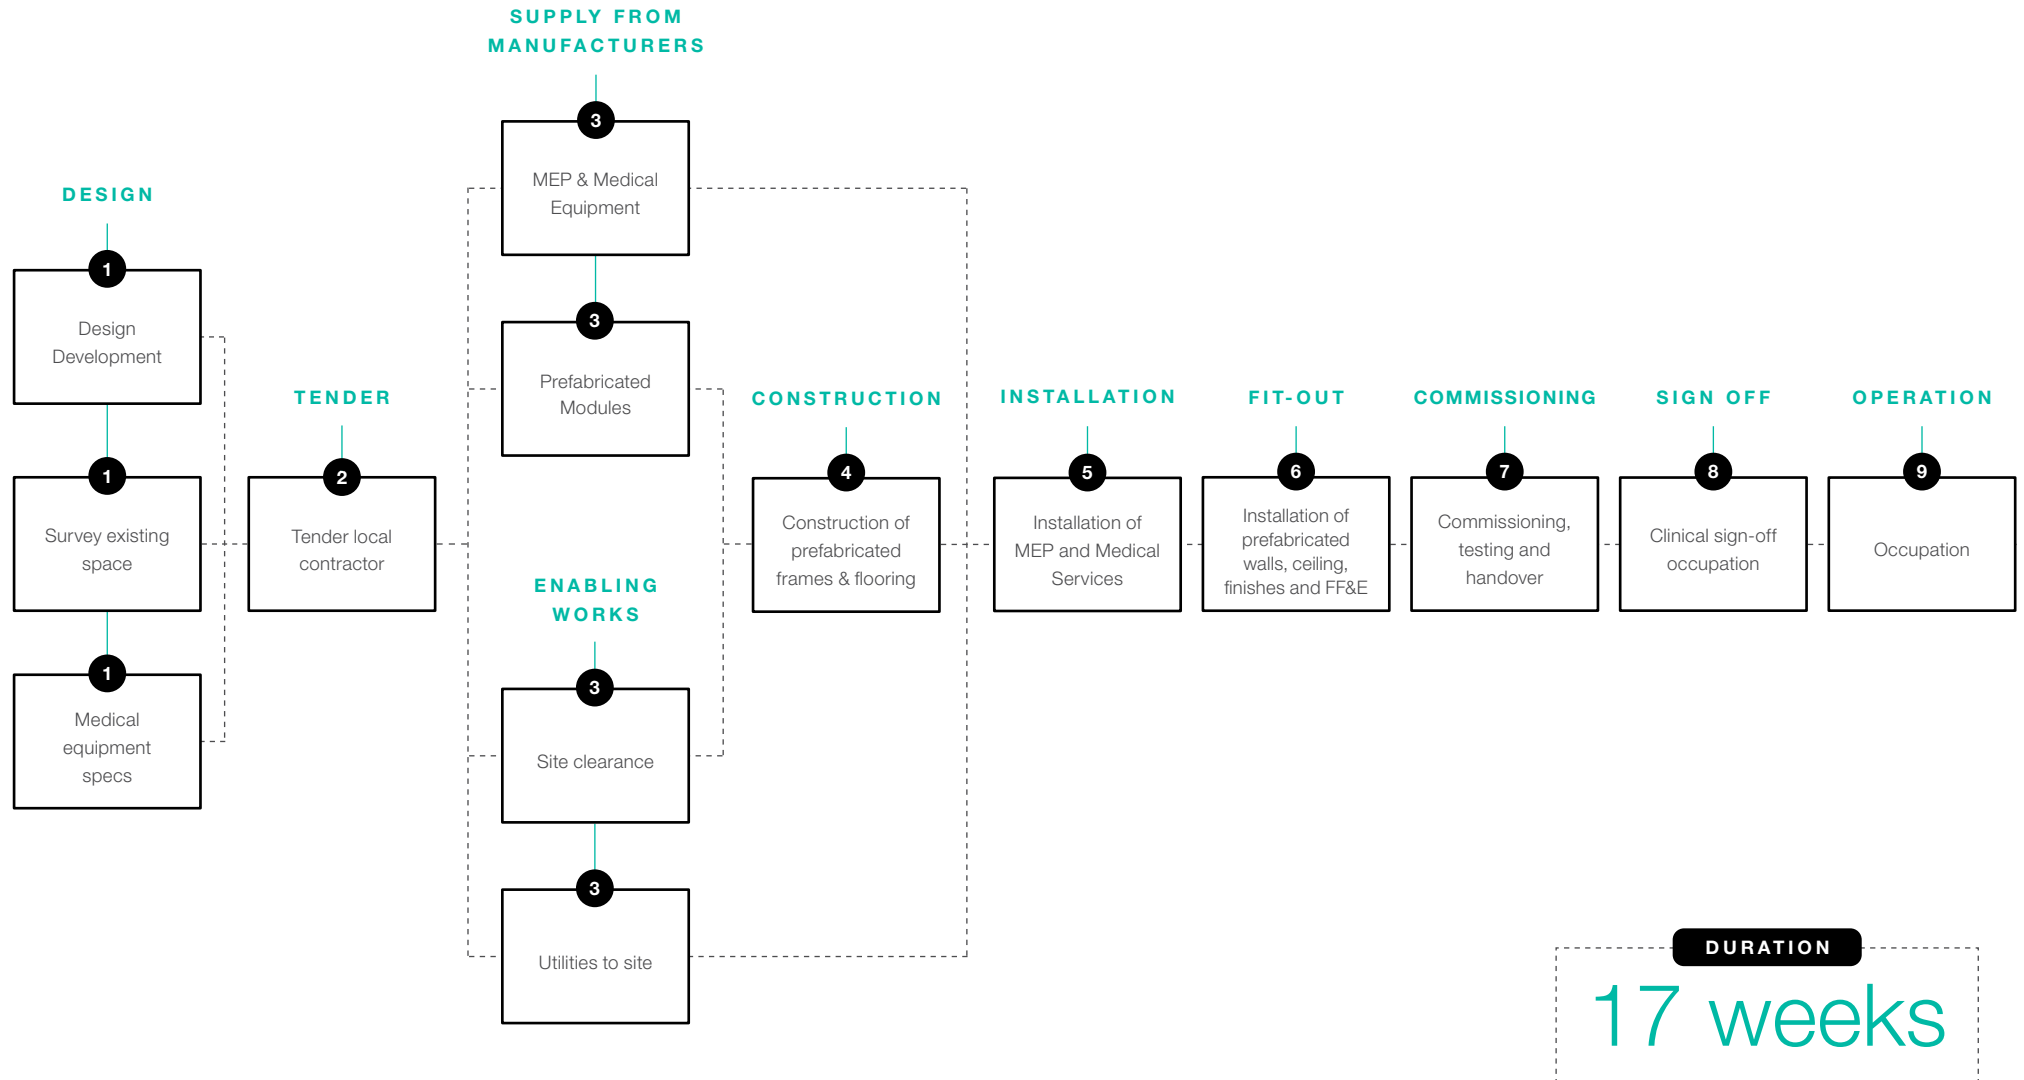 DESIGN
1
Design
Development
1
Survey existing
space
1
Medical
equipment
specs
TENDER
2
Tender local
contractor
SUPPLY FROM
MANUFACTURERS
3
MEP & Medical
Equipment
3
Prefabricated
Modules
ENABLING
WORKS
3
Site clearance
3
Utilities to site
CONSTRUCTION
4
Construction of
prefabricated
frames & flooring
INSTALLATION
5
Installation of
MEP and Medical
Services
FIT-OUT
6
Installation of
prefabricated
walls, ceiling,
finishes and FF&E
COMMISSIONING
7
Commissioning,
testing and
handover
SIGN OFF
8
Clinical sign-off
occupation
OPERATION
9
Occupation
DURATION
17 weeks